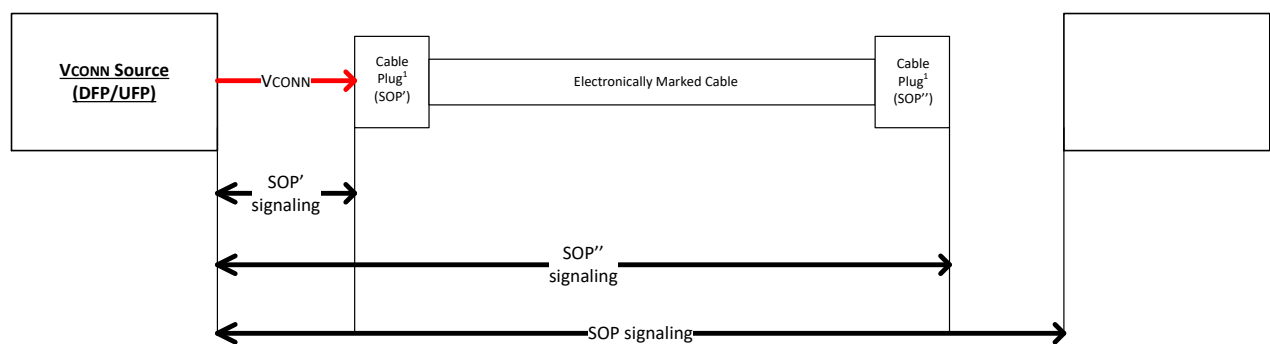 VCONN Source
(DFP/UFP)
VCONN
Cable
Plug1
(SOP’)
Electronically Marked Cable
Cable
Plug1
(SOP’’)
SOP’
signaling
SOP’’
signaling
SOP signaling